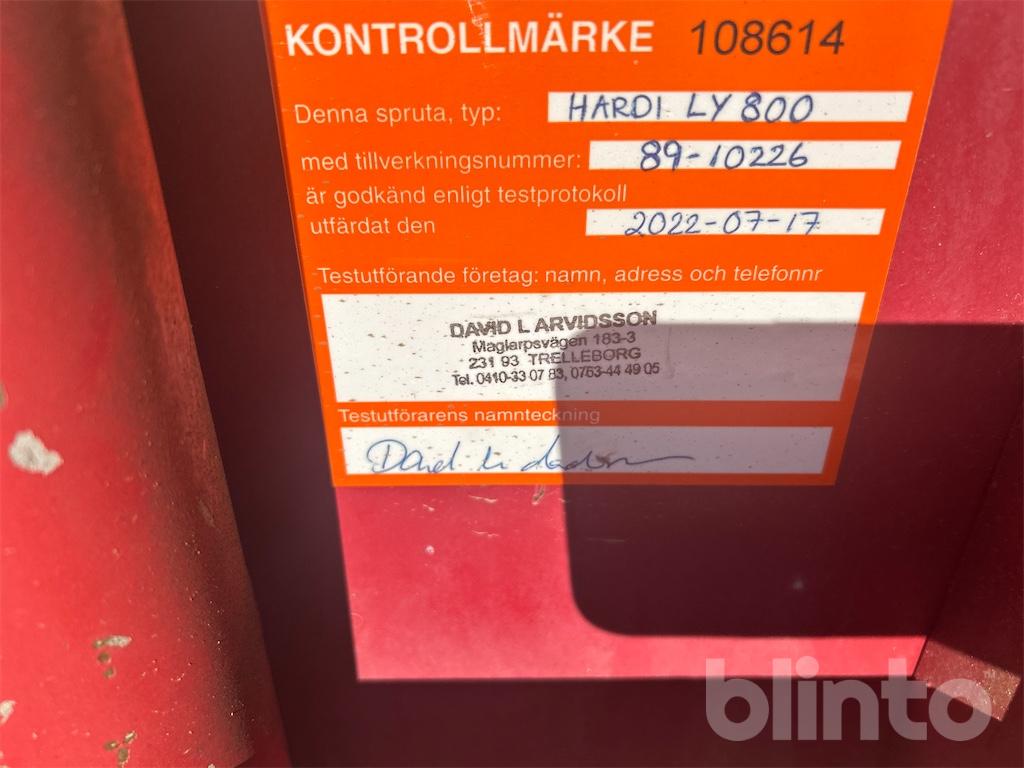 KONTROLLMÄRKE 108614
Denna spruta, typ: HARDI LY 800
med tillverkningsnummer: 89-10226
är godkänd enligt testprotokoll
utfärdat den 2022-07-17
Testutförande företag: namn, adress och telefonnr
DAVID L ARVIDSSON
Maglarpsvägen 183-3
231 93 TRELLEBORG
Tel. 0410-33 07 83, 0763-44 49 05
Testutförarens namnteckning
David
blinto